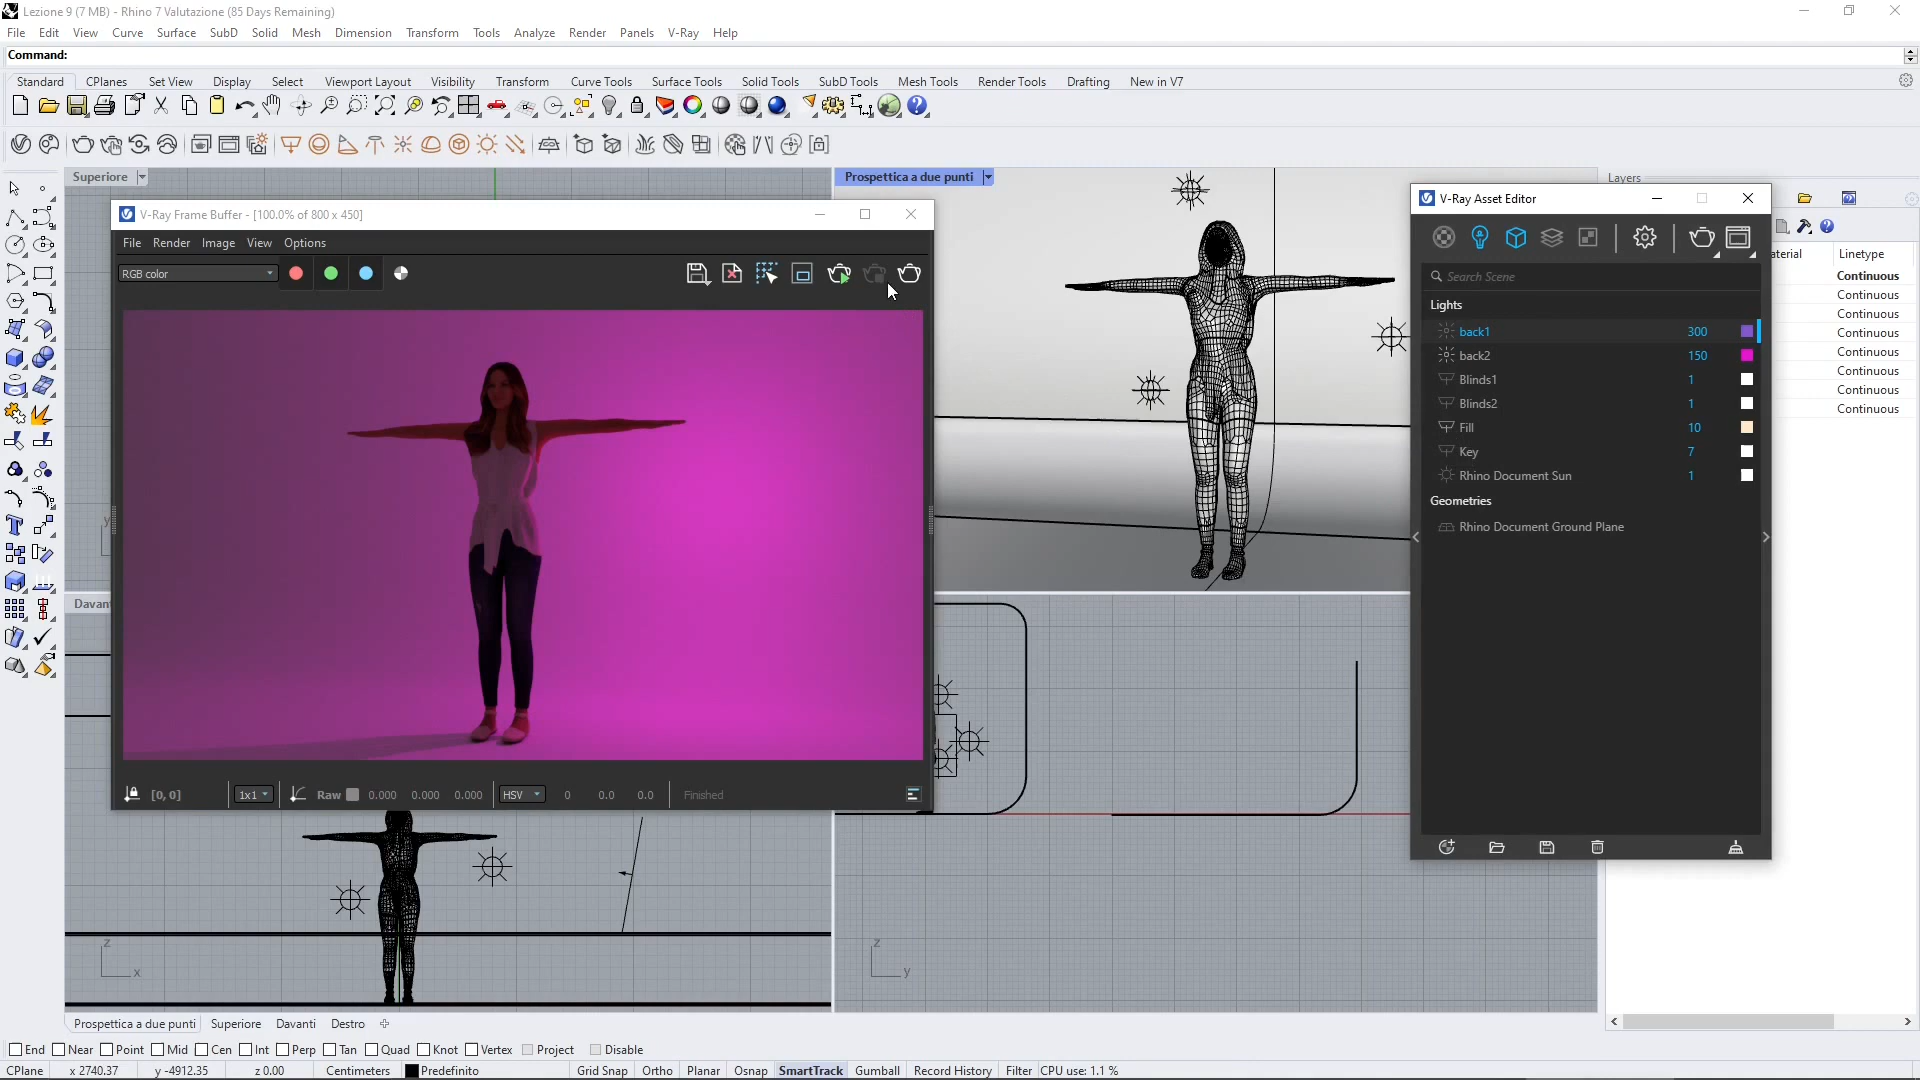 Lezione 9 (7 MB) - Rhino 7 Valutazione (85 Days Remaining)
File Edit View Curve Surface SubD Solid Mesh Dimension Transform Tools Analyze Render Panels V-Ray Help
Command:
Standard CPlanes Set View Display Select Viewport Layout Visibility Transform Curve Tools Surface Tools Solid Tools SubD Tools Mesh Tools Render Tools Drafting New in V7
Superiore
Prospettica a due punti
Layers
V-Ray Frame Buffer - [100.0% of 800 x 450]
File Render Image View Options
RGB color
V-Ray Asset Editor
Search Scene
Lights
back1 300
back2 150
Blinds1 1
Blinds2 1
Fill 10
Key 7
Rhino Document Sun 1
Geometries
Rhino Document Ground Plane
aterial Linetype
Continuous
Continuous
Continuous
Continuous
Continuous
Continuous
Continuous
Continuous
y
Davan
[0, 0] 1x1 Raw 0.000 0.000 0.000 HSV 0 0.0 0.0 Finished
z
x
z
y
Prospettica a due punti Superiore Davanti Destro
End Near Point Mid Cen Int Perp Tan Quad Knot Vertex Project Disable
CPlane x 2740.37 y -4912.35 z 0.00 Centimeters Predefinito Grid Snap Ortho Planar Osnap SmartTrack Gumball Record History Filter CPU use: 1.1 %